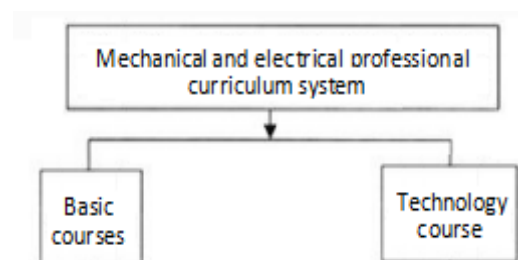 Mechanical and electrical professional
curriculum system
Basic
courses
Technology
course